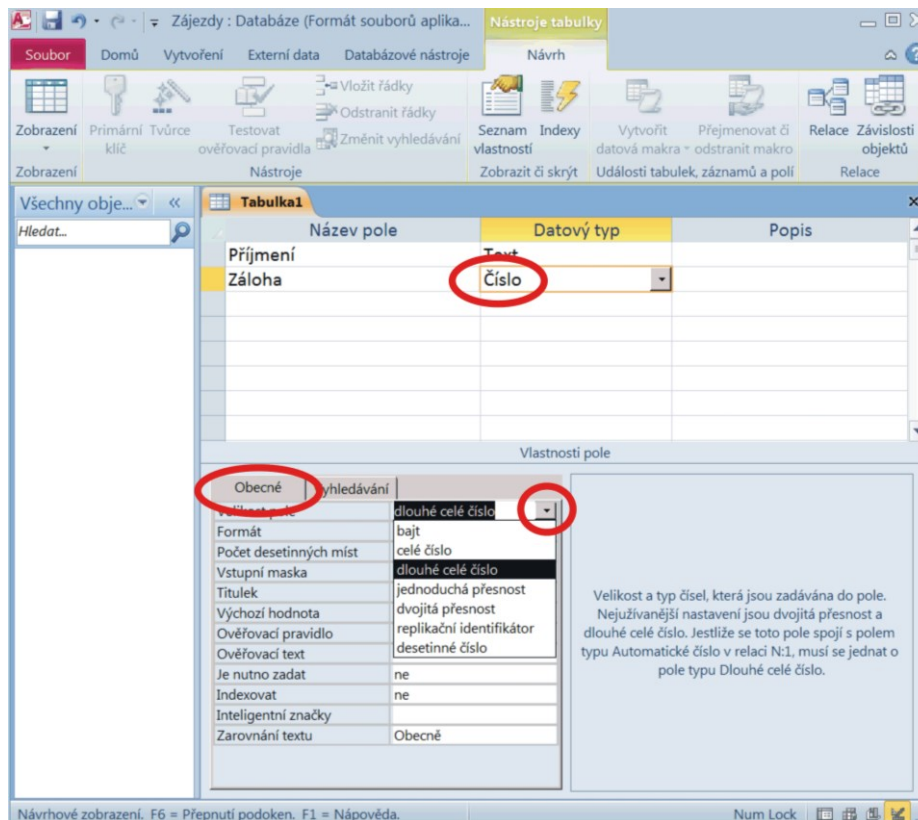 Zájezdy : Databáze (Formát souborů aplika...
Nástroje tabulky
Soubor Domů Vytvoření Externí data Databázové nástroje Návrh
Zobrazení
Primární klíč
Tvůrce
Testovat ověřovací pravidla
Vložit řádky
Odstranit řádky
Změnit vyhledávání
Seznam vlastností
Indexy
Vytvořit datová makra
Přejmenovat či odstranit makro
Relace
Závislosti objektů
Zobrazení Nástroje Zobrazit či skrýt Události tabulek, záznamů a polí Relace
Všechny obje...
Hledat...
Tabulka1
Název pole Datový typ Popis
Příjmení Text
Záloha Číslo
Vlastnosti pole
Obecné Vyhledávání
Velikost pole dlouhé celé číslo
Formát
Počet desetinných míst
Vstupní maska
Titulek
Výchozí hodnota
Ověřovací pravidlo
Ověřovací text
Je nutno zadat ne
Indexovat ne
Inteligentní značky
Zarovnání textu Obecně
bajt
celé číslo
dlouhé celé číslo
jednoduchá přesnost
dvojitá přesnost
replikační identifikátor
desetinné číslo
Velikost a typ čísel, která jsou zadávána do pole.
Nejužívanější nastavení jsou dvojitá přesnost a
dlouhé celé číslo. Jestliže se toto pole spojí s polem
typu Automatické číslo v relaci N:1, musí se jednat o
pole typu Dlouhé celé číslo.
Návrhové zobrazení. F6 = Přepnutí podoken. F1 = Nápověda.
Num Lock